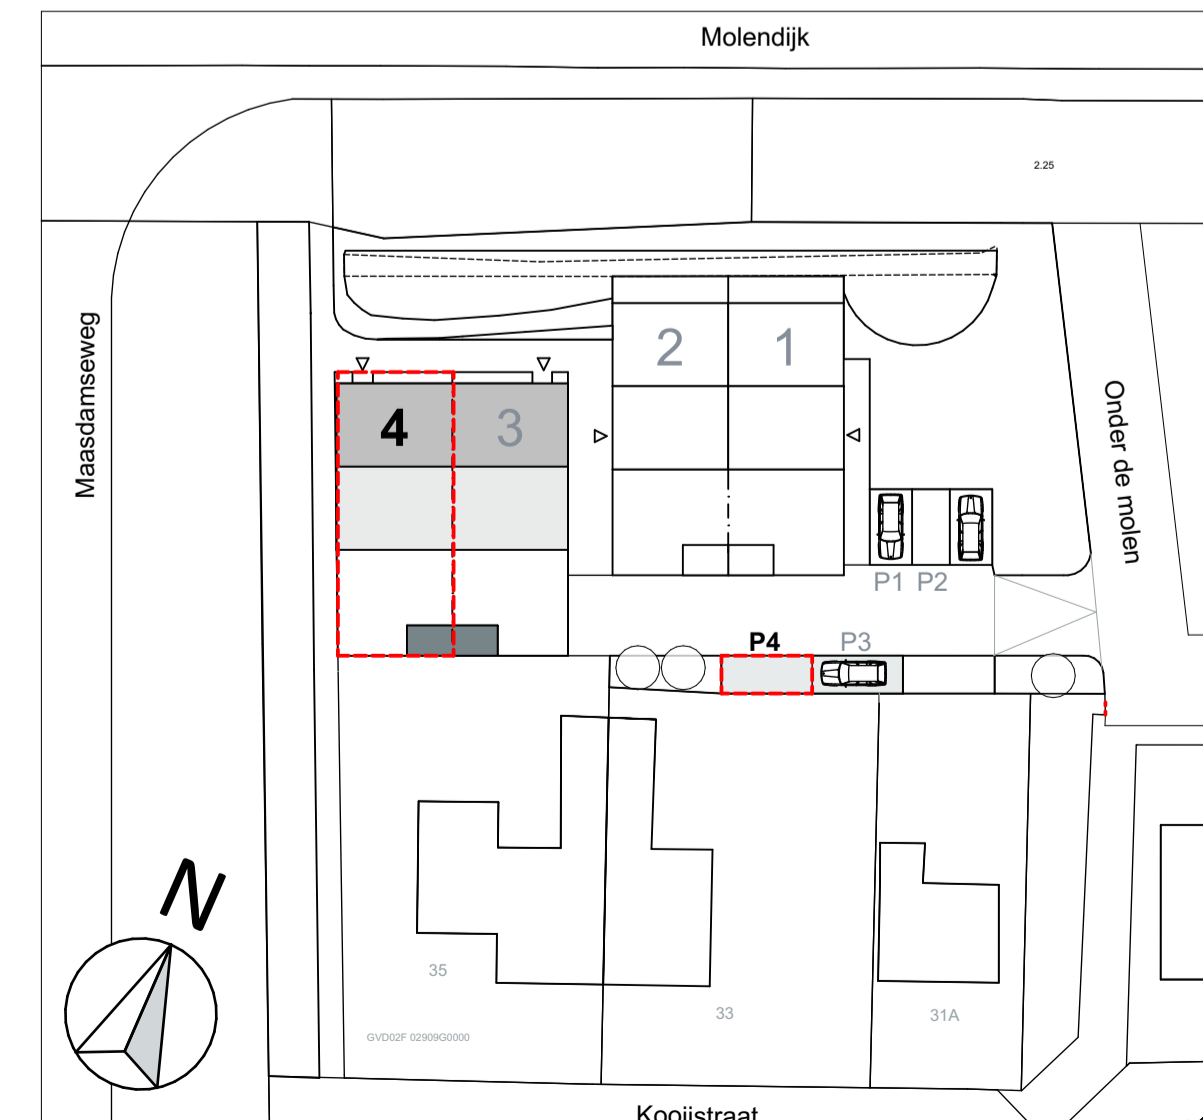 Molendijk
2.25
Maasdamseweg
2
1
4
3
Onder de molen
P1
P2
P4
P3
N
35
33
31A
GVD02F 02909G0000
Kooijstraat